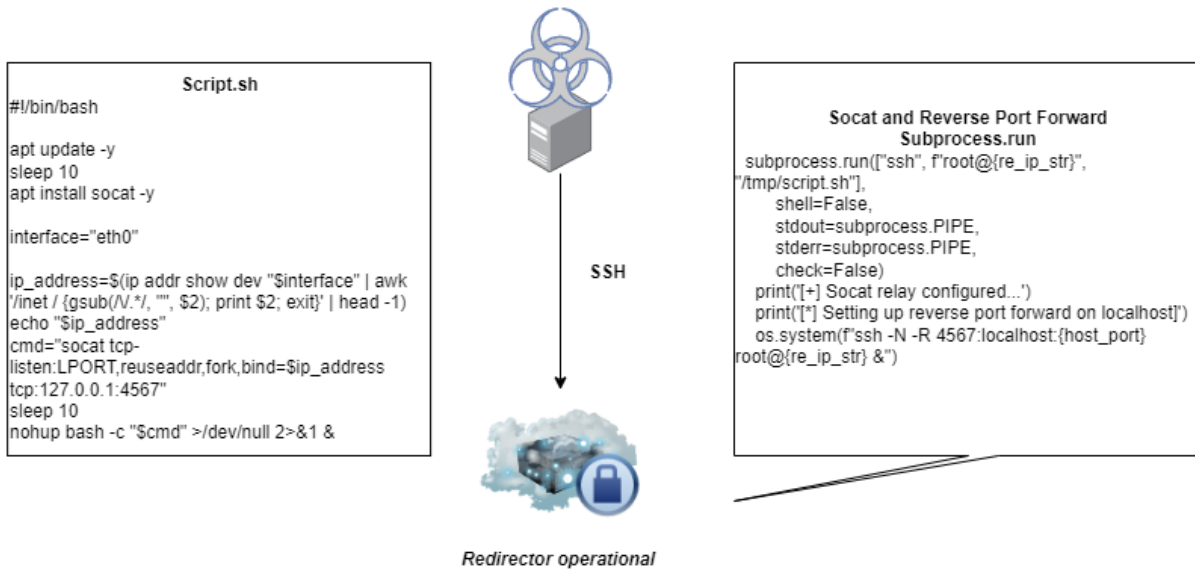 Script.sh
#!/bin/bash
apt update -y
sleep 10
apt install socat -y
interface="eth0"
ip_address=$(ip addr show dev "$interface" | awk
'/inet / {gsub(/\/.*/, "", $2); print $2; exit}' | head -1)
echo "$ip_address"
cmd="socat tcp-
listen:LPORT,reuseaddr,fork,bind=$ip_address
tcp:127.0.0.1:4567"
sleep 10
nohup bash -c "$cmd" >/dev/null 2>&1 &
SSH
Redirector operational
Socat and Reverse Port Forward
Subprocess.run
subprocess.run(["ssh", f"root@{re_ip_str}",
"/tmp/script.sh"],
shell=False,
stdout=subprocess.PIPE,
stderr=subprocess.PIPE,
check=False)
print('[+] Socat relay configured...')
print('[*] Setting up reverse port forward on localhost]')
os.system(f"ssh -N -R 4567:localhost:{host_port}
root@{re_ip_str} &")